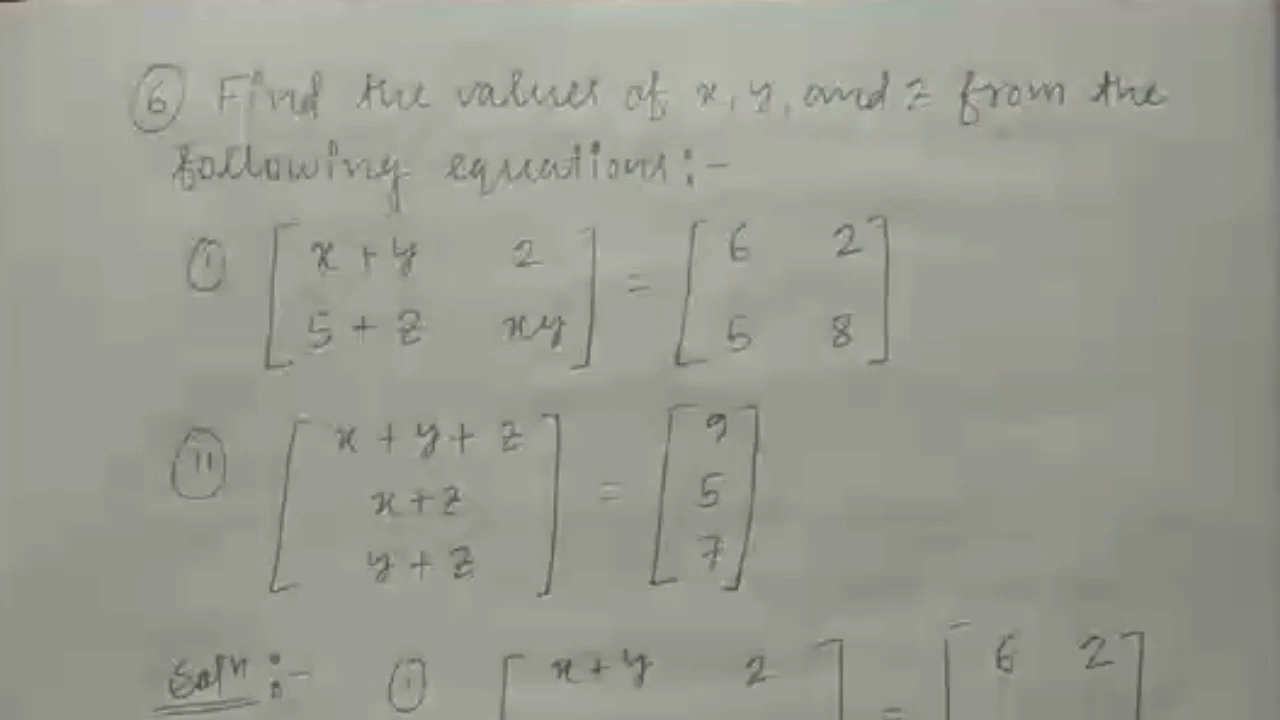 ⑥ Find the values of x, y, and z from the
following equations:-
(i) [ x + y 2 ] = [ 6 2 ]
[ 5 + z xy ] [ 5 8 ]
(ii) [ x + y + z ] = [ 9 ]
[ x + z ] [ 5 ]
[ y + z ] [ 7 ]
Soln :- (i) [ x + y 2 ] = [ 6 2 ]